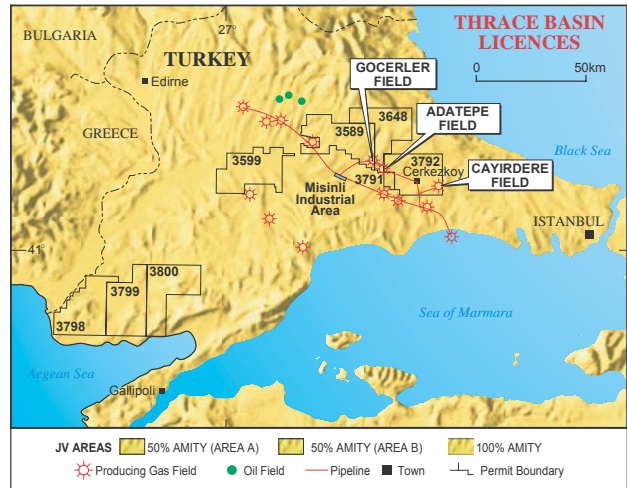 THRACE BASIN
LICENCES
0 50km
BULGARIA
27°
TURKEY
Edirne
GOCERLER
FIELD
3648
ADATEPE
FIELD
GREECE
3589
3599
3792
Cerkezkoy
CAYIRDERE
FIELD
Black Sea
3791
Misinli
Industrial
Area
ISTANBUL
41°
3800
3799
3798
Sea of Marmara
Aegean Sea
Gallipoli
JV AREAS 50% AMITY (AREA A) 50% AMITY (AREA B) 100% AMITY
Producing Gas Field Oil Field Pipeline Town Permit Boundary